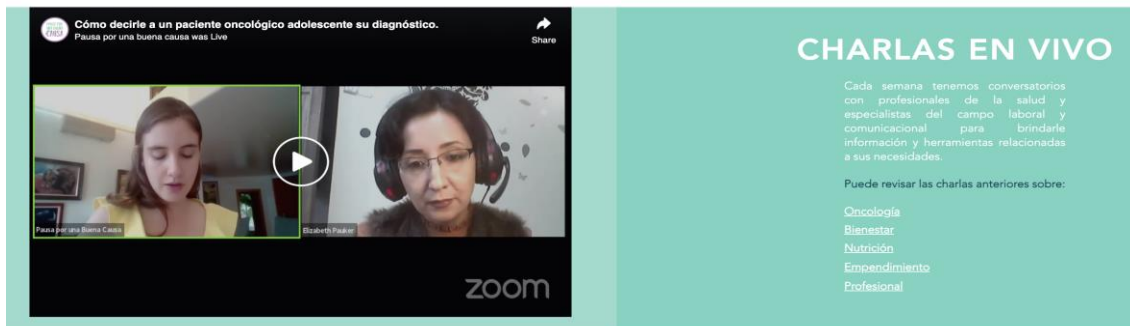 Cómo decirle a un paciente oncológico adolescente su diagnóstico.
Pausa por una buena causa was Live
Share
Pausa por una Buena Causa
Elizabeth Pauker
zoom
CHARLAS EN VIVO
Cada semana tenemos conversatorios
con profesionales de la salud y
especialistas del campo laboral y
comunicacional para brindarle
información y herramientas relacionadas
a sus necesidades.
Puede revisar las charlas anteriores sobre:
Oncología
Bienestar
Nutrición
Empendimiento
Profesional